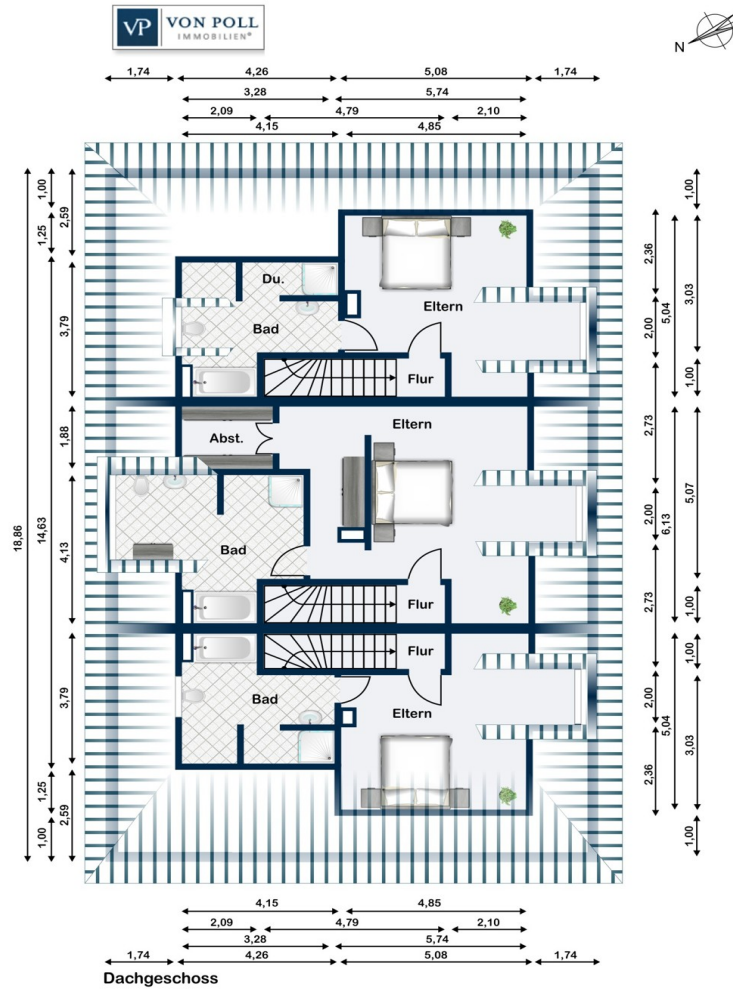 VP VON POLL
IMMOBILIEN®
N
1,74 4,26 5,08 1,74
3,28 5,74
2,09 4,79 2,10
4,15 4,85
18,86
1,00
1,25
2,59
14,63
3,79
1,88
4,13
3,79
1,25
1,00
2,59
Du.
Bad
Eltern
Flur
Eltern
Abst.
Bad
Flur
Flur
Bad
Eltern
2,36
2,00
5,04
1,00
3,03
1,00
2,73
2,00
6,13
2,73
5,07
1,00
1,00
2,00
5,04
3,03
2,36
1,00
4,15 4,85
2,09 4,79 2,10
3,28 5,74
1,74 4,26 5,08 1,74
Dachgeschoss